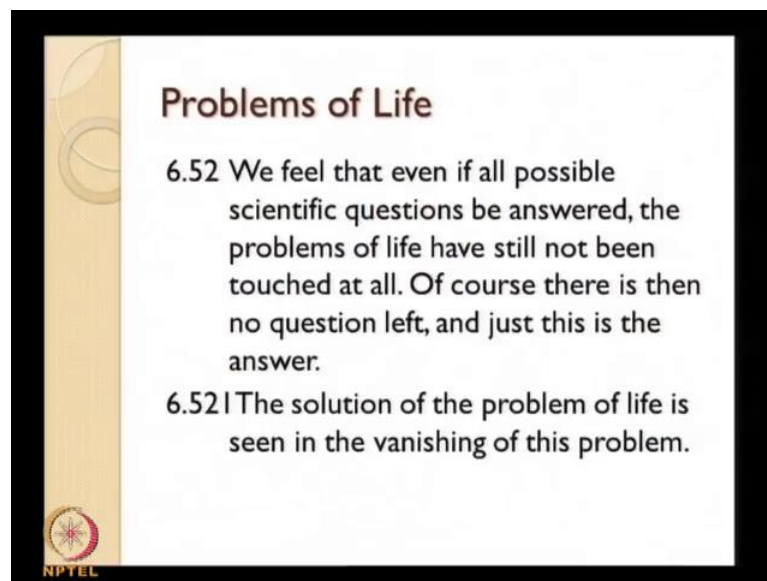 Problems of Life
6.52 We feel that even if all possible
scientific questions be answered, the
problems of life have still not been
touched at all. Of course there is then
no question left, and just this is the
answer.
6.521The solution of the problem of life is
seen in the vanishing of this problem.
NPTEL